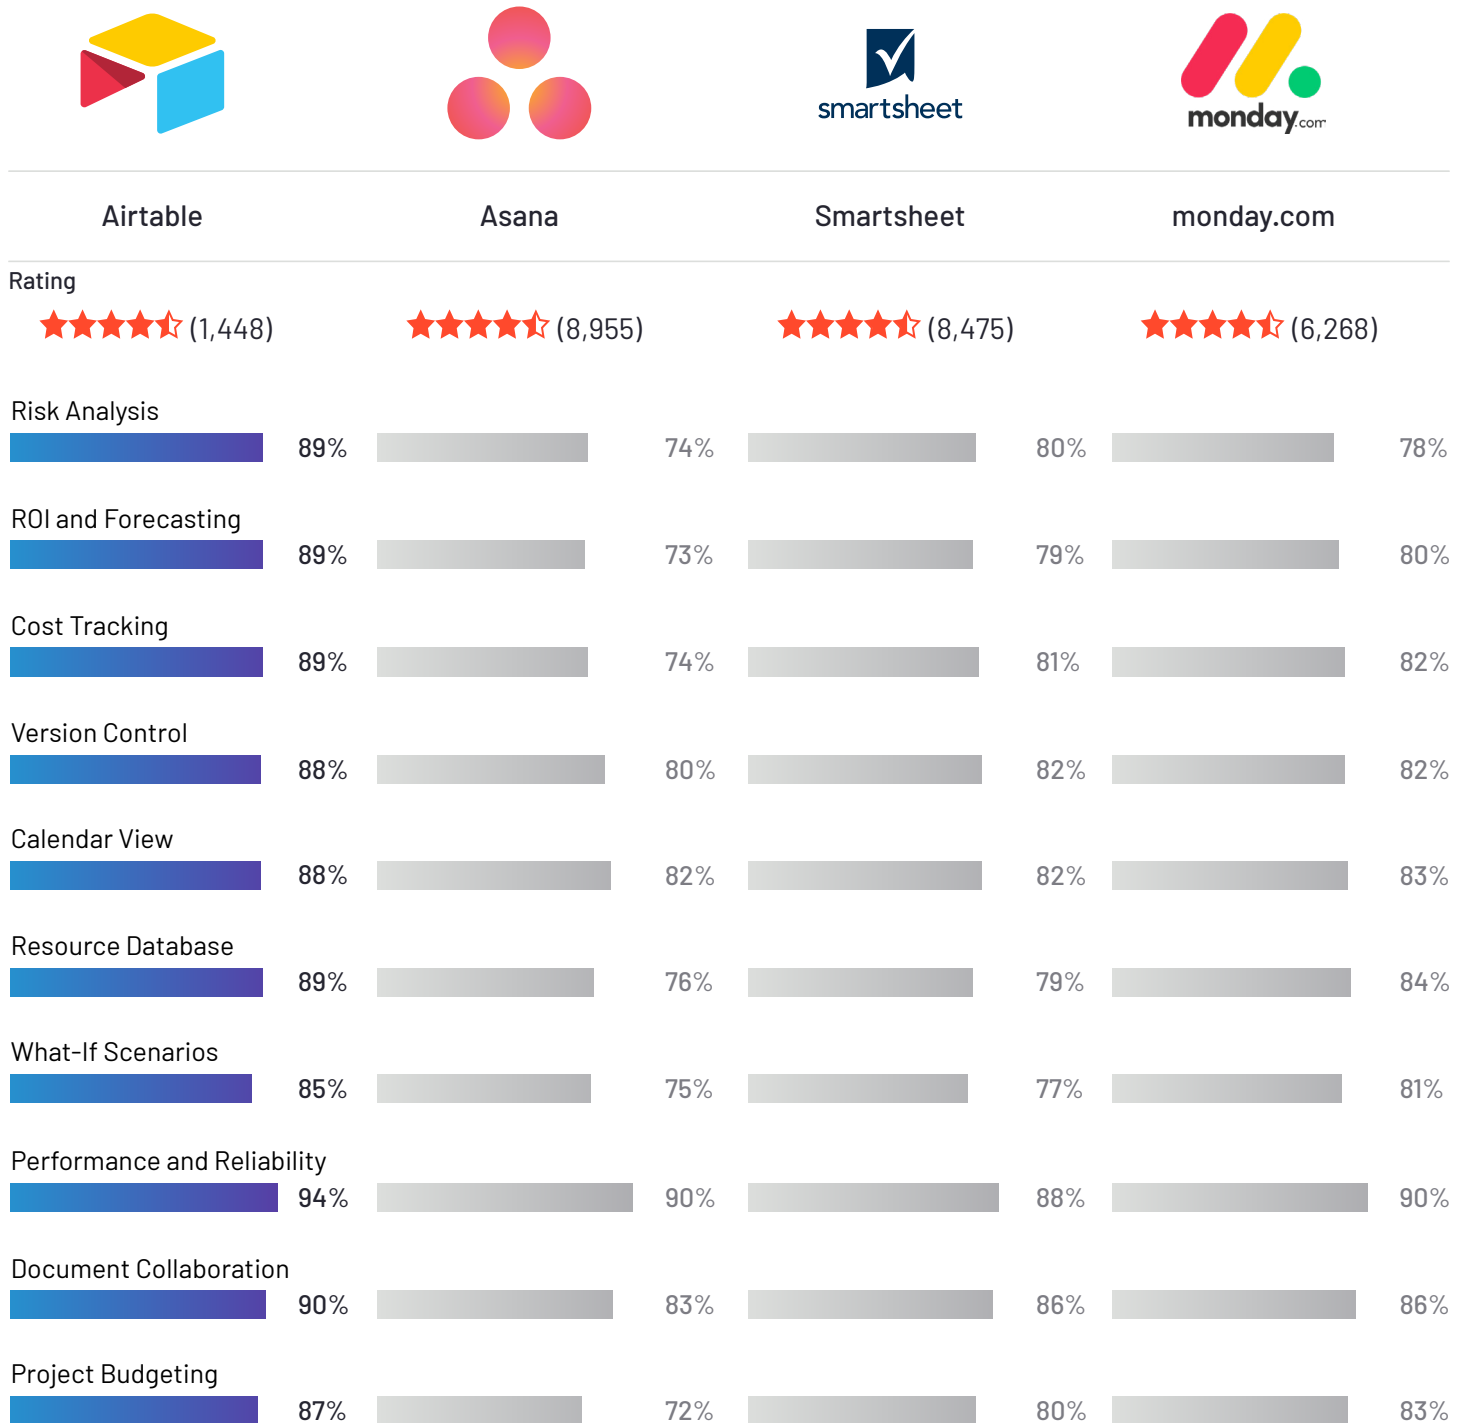 smartsheet
monday.com
Airtable Asana Smartsheet monday.com
Rating
(1,448) (8,955) (8,475) (6,268)
Risk Analysis
89% 74% 80% 78%
ROI and Forecasting
89% 73% 79% 80%
Cost Tracking
89% 74% 81% 82%
Version Control
88% 80% 82% 82%
Calendar View
88% 82% 82% 83%
Resource Database
89% 76% 79% 84%
What-If Scenarios
85% 75% 77% 81%
Performance and Reliability
94% 90% 88% 90%
Document Collaboration
90% 83% 86% 86%
Project Budgeting
87% 72% 80% 83%